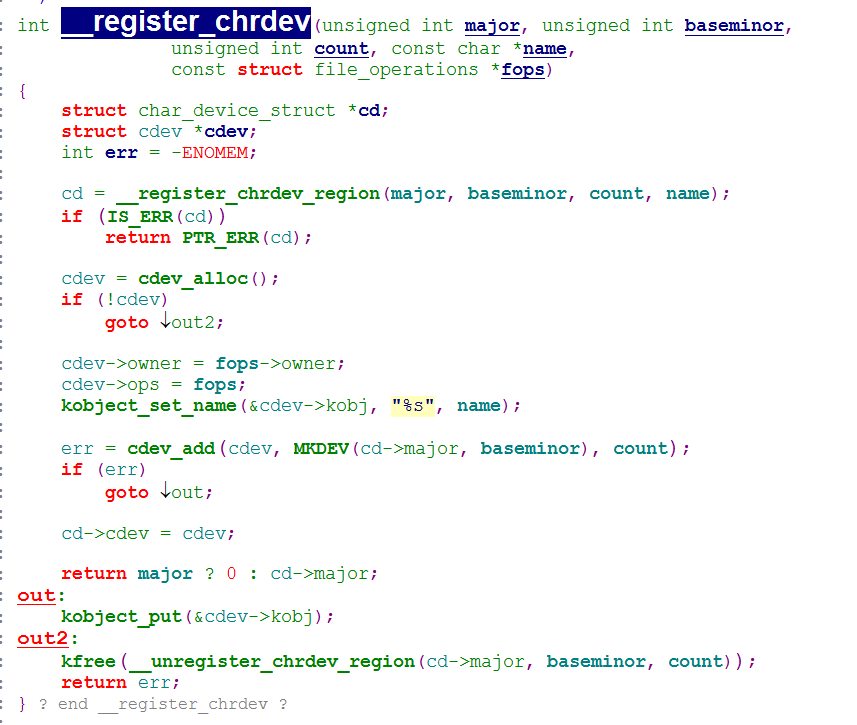 int __register_chrdev(unsigned int major, unsigned int baseminor,
unsigned int count, const char *name,
const struct file_operations *fops)
{
struct char_device_struct *cd;
struct cdev *cdev;
int err = -ENOMEM;
cd = __register_chrdev_region(major, baseminor, count, name);
if (IS_ERR(cd))
return PTR_ERR(cd);
cdev = cdev_alloc();
if (!cdev)
goto ↓out2;
cdev->owner = fops->owner;
cdev->ops = fops;
kobject_set_name(&cdev->kobj, "%s", name);
err = cdev_add(cdev, MKDEV(cd->major, baseminor), count);
if (err)
goto ↓out;
cd->cdev = cdev;
return major ? 0 : cd->major;
out:
kobject_put(&cdev->kobj);
out2:
kfree(__unregister_chrdev_region(cd->major, baseminor, count));
return err;
} ? end __register_chrdev ?